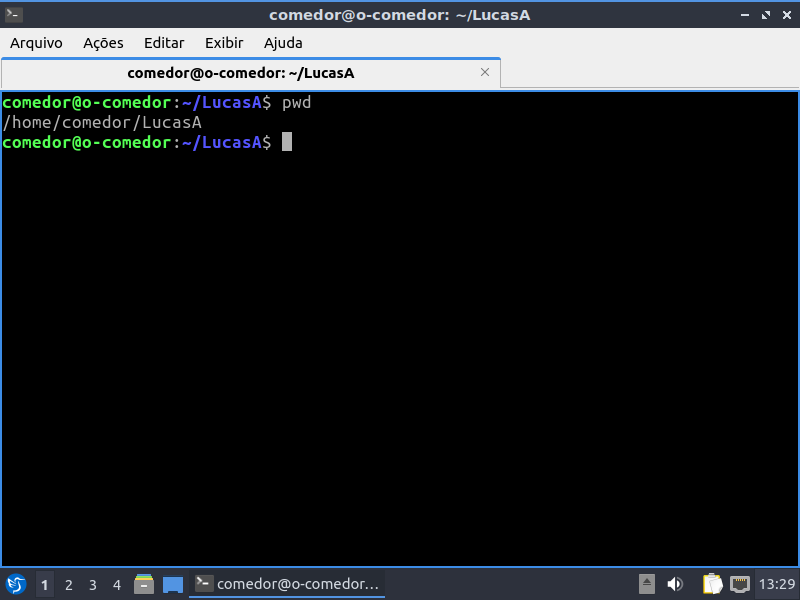 comedor@o-comedor: ~/LucasA
Arquivo Ações Editar Exibir Ajuda
comedor@o-comedor: ~/LucasA
comedor@o-comedor:~/LucasA$ pwd
/home/comedor/LucasA
comedor@o-comedor:~/LucasA$
1 2 3 4 comedor@o-comedor... 13:29